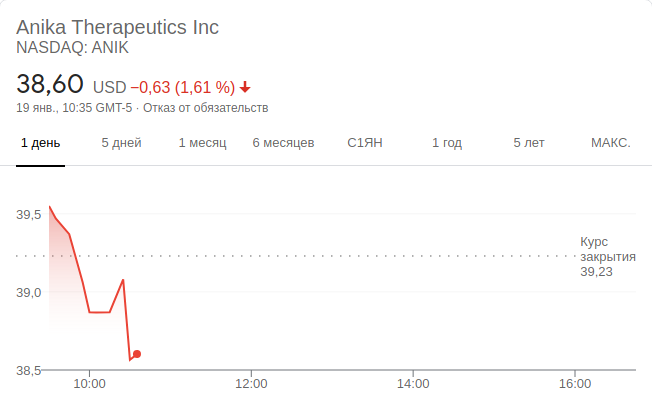 Anika Therapeutics Inc
NASDAQ: ANIK
38,60 USD −0,63 (1,61 %)
19 янв., 10:35 GMT-5 · Отказ от обязательств
1 день 5 дней 1 месяц 6 месяцев С1ЯН 1 год 5 лет МАКС.
39,5
Курс
закрытия
39,23
39,0
38,5
10:00 12:00 14:00 16:00